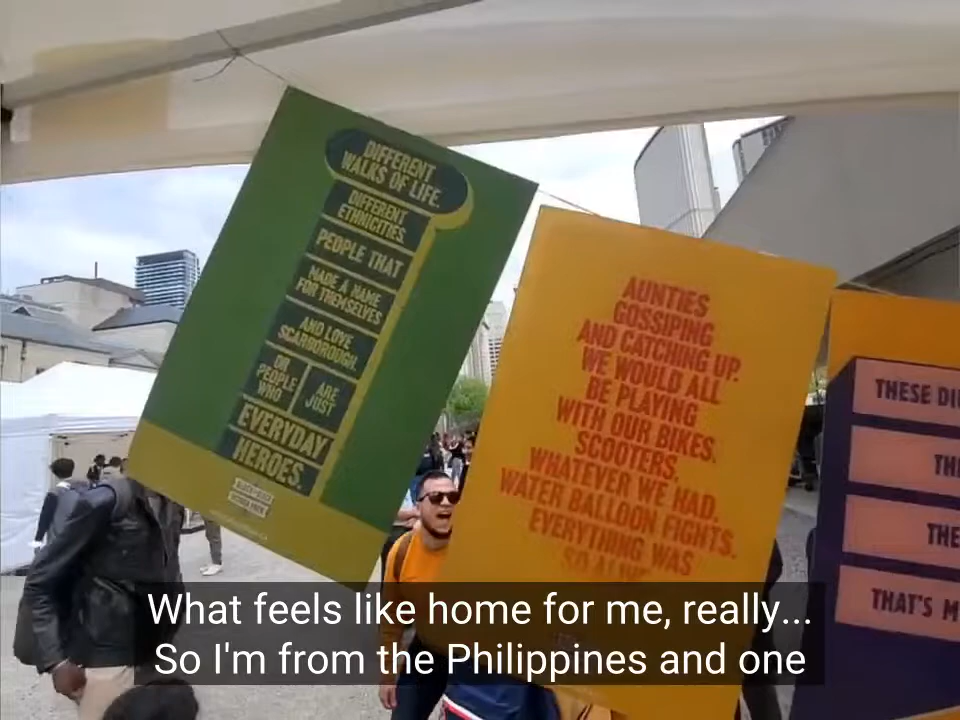 DIFFERENT
WALKS OF LIFE.
DIFFERENT
ETHNICITIES.
PEOPLE THAT
MADE A NAME
FOR THEMSELVES
AND LOVE
SCARBOROUGH.
OR
PEOPLE
WHO
ARE
JUST
EVERYDAY
HEROES.
AUNTIES
GOSSIPING
AND CATCHING UP.
WE WOULD ALL
BE PLAYING
WITH OUR BIKES,
SCOOTERS,
WHATEVER WE HAD.
WATER BALLOON FIGHTS.
EVERYTHING WAS
SO ALIVE
THESE
THAT'S
What feels like home for me, really...
So I'm from the Philippines and one